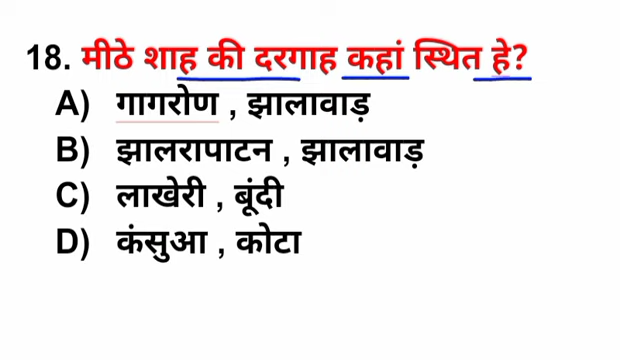 18. मीठे शाह की दरगाह कहां स्थित हे?
A) गागरोण , झालावाड़
B) झालरापाटन , झालावाड़
C) लाखेरी , बूंदी
D) कंसुआ , कोटा